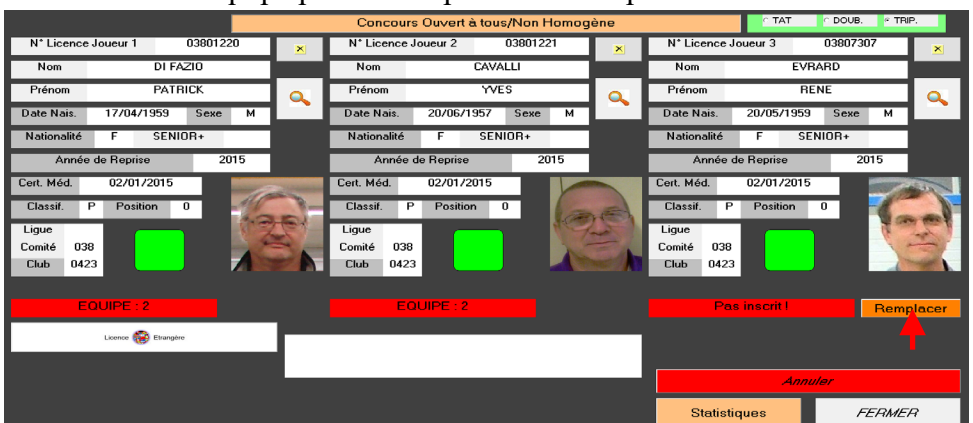 Concours Ouvert à tous/Non Homogène
TAT DOUB. TRIP.
N° Licence Joueur 1 03801220
Nom DI FAZIO
Prénom PATRICK
Date Nais. 17/04/1959 Sexe M
Nationalité F SENIOR+
Année de Reprise 2015
Cert. Méd. 02/01/2015
Classif. P Position 0
Ligue
Comité 038
Club 0423
EQUIPE : 2
Licence Etrangère
N° Licence Joueur 2 03801221
Nom CAVALLI
Prénom YVES
Date Nais. 20/06/1957 Sexe M
Nationalité F SENIOR+
Année de Reprise 2015
Cert. Méd. 02/01/2015
Classif. P Position 0
Ligue
Comité 038
Club 0423
EQUIPE : 2
N° Licence Joueur 3 03807307
Nom EVRARD
Prénom RENE
Date Nais. 20/05/1959 Sexe M
Nationalité F SENIOR+
Année de Reprise 2015
Cert. Méd. 02/01/2015
Classif. P Position 0
Ligue
Comité 038
Club 0423
Pas inscrit ! Remplacer
Annuler
Statistiques FERMER